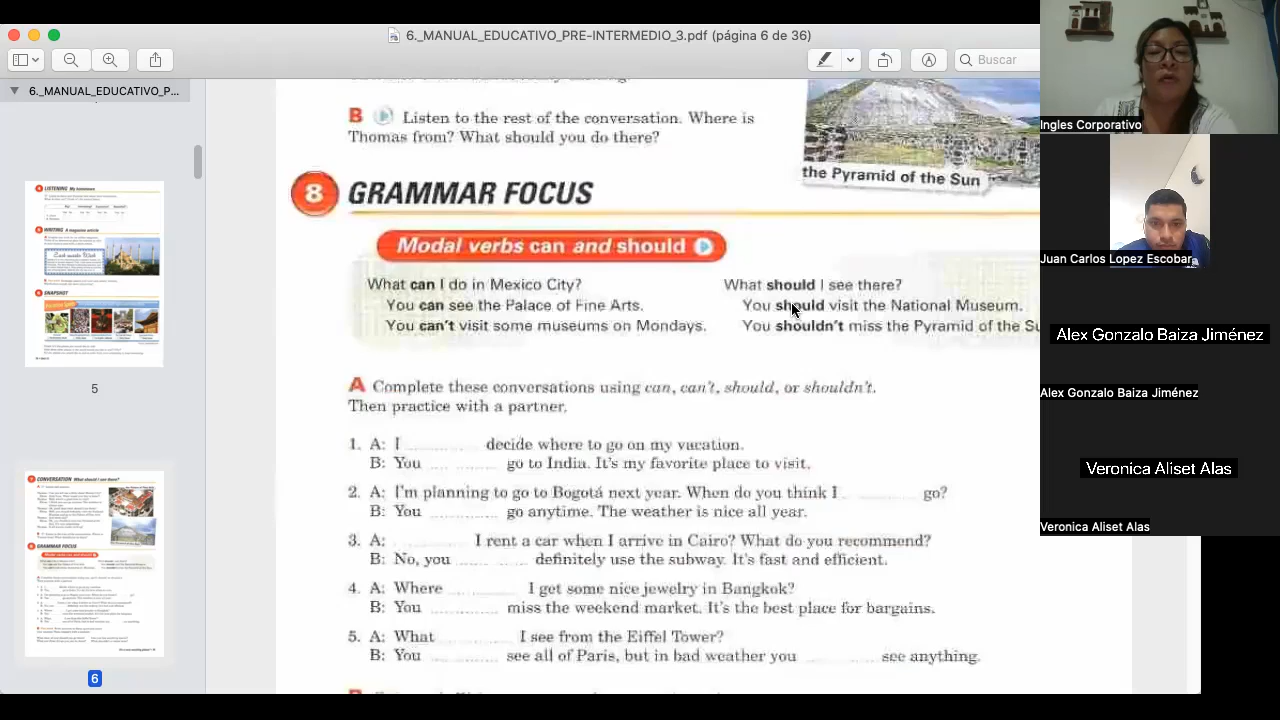 6._MANUAL_EDUCATIVO_PRE-INTERMEDIO_3.pdf (página 6 de 36)
Buscar
6._MANUAL_EDUCATIVO_P...
5
6
B Listen to the rest of the conversation. Where is
Thomas from? What should you do there?
the Pyramid of the Sun
8 GRAMMAR FOCUS
Modal verbs can and should
What can I do in Mexico City?
You can see the Palace of Fine Arts.
You can't visit some museums on Mondays.
What should I see there?
You should visit the National Museum.
shouldn't miss the Pyramid of the Su
A Complete these conversations using can, can't, should, or shouldn't.
Then practice with a partner.
1. A: I decide where to go on my vacation.
B: You go to India. It's my favorite place to visit.
2. A: I'm planning to go to Bogatá next year. When do you think I go?
B: You go anytime. The weather is nice all year.
3. A: I rent a car when I arrive in Cairo? What do you recommend?
B: No, you definitely use the subway. It's fast and efficient.
4. A: Where I get some nice jewelry in Bangkok?
B: You miss the weekend market. It's the best place for bargains.
5. A: What I see from the Eiffel Tower?
B: You see all of Paris, but in bad weather you see anything.
Ingles Corporativo
Juan Carlos Lopez Escobar
Alex Gonzalo Baiza Jiménez
Alex Gonzalo Baiza Jiménez
Veronica Aliset Alas
Veronica Aliset Alas